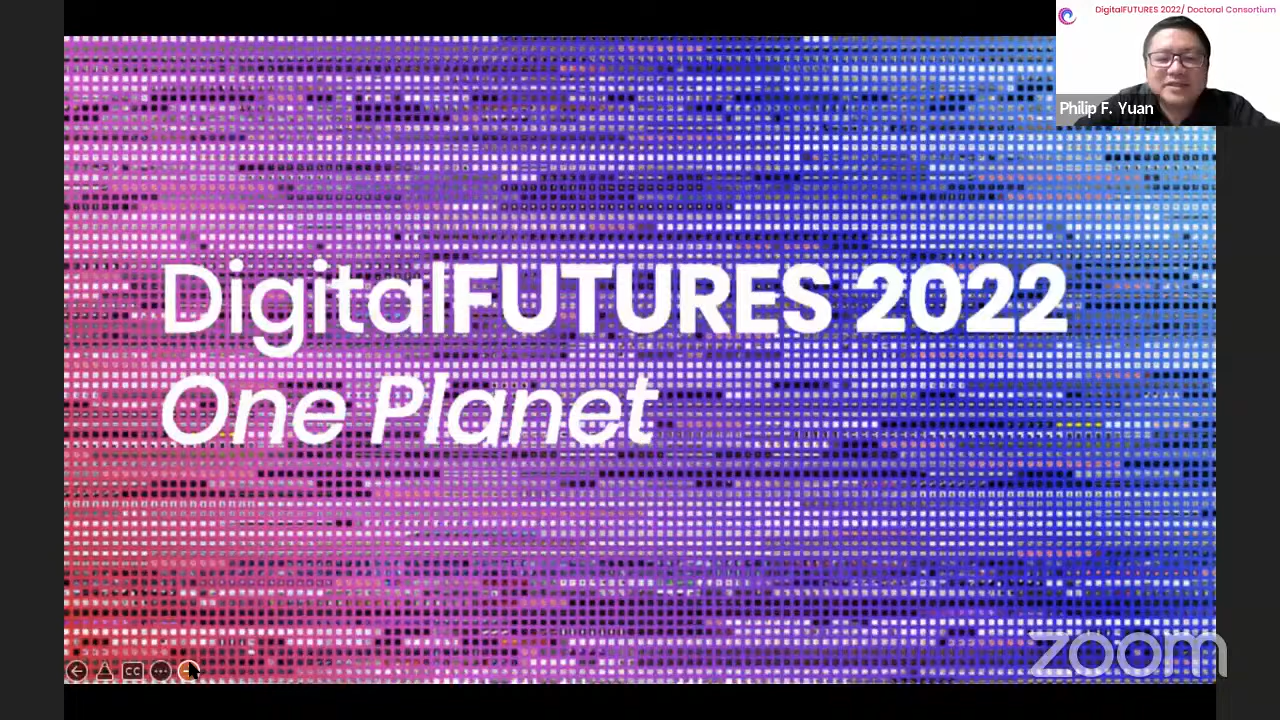 DigitalFUTURES 2022/ Doctoral Consortium
Philip F. Yuan
DigitalFUTURES 2022
One Planet
CC
zoom